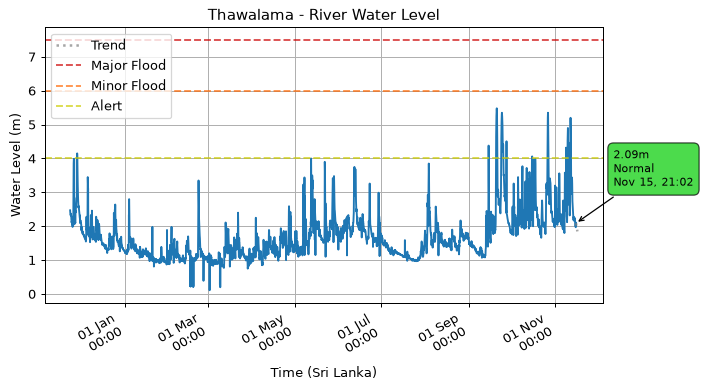 Thawalama - River Water Level
Trend
Major Flood
Minor Flood
Alert
Water Level (m)
7
6
5
4
3
2
1
0
2.09m
Normal
Nov 15, 21:02
01 Jan
00:00
01 Mar
00:00
01 May
00:00
01 Jul
00:00
01 Sep
00:00
01 Nov
00:00
Time (Sri Lanka)